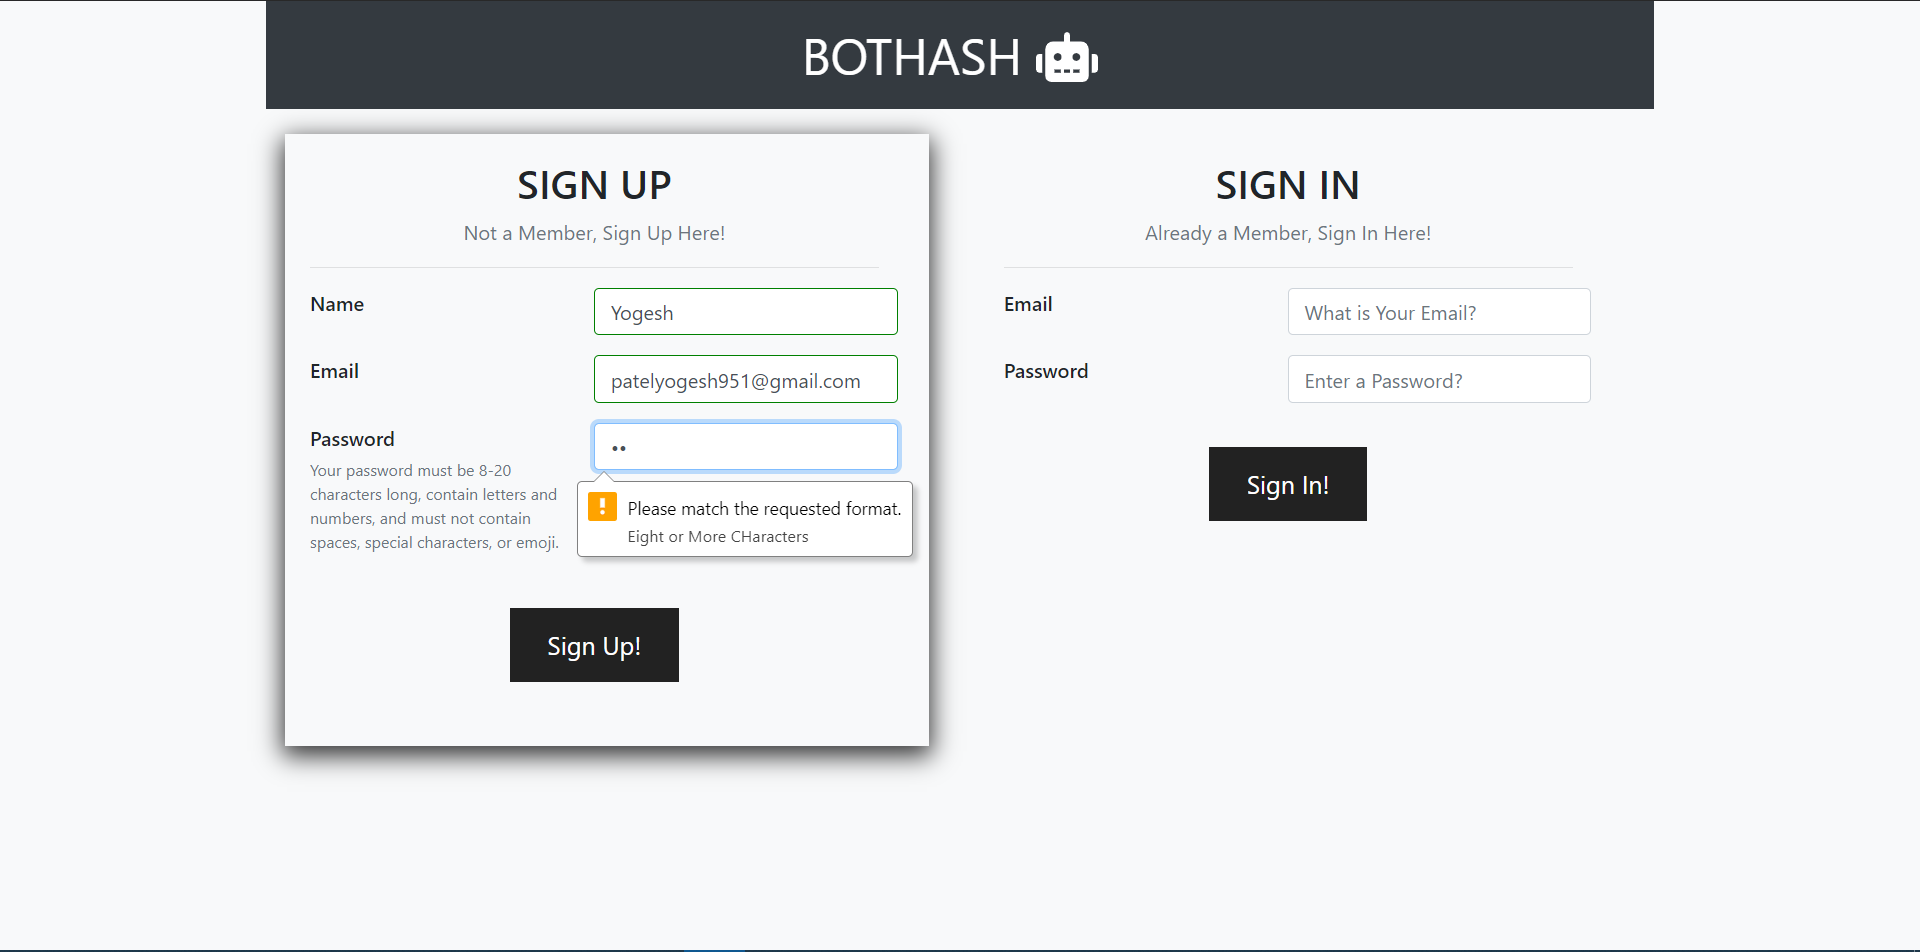 BOTHASH
SIGN UP
Not a Member, Sign Up Here!
Name
Yogesh
Email
patelyogesh951@gmail.com
Password
••
Your password must be 8-20
characters long, contain letters and
numbers, and must not contain
spaces, special characters, or emoji.
Please match the requested format.
Eight or More CHaracters
Sign Up!
SIGN IN
Already a Member, Sign In Here!
Email
What is Your Email?
Password
Enter a Password?
Sign In!